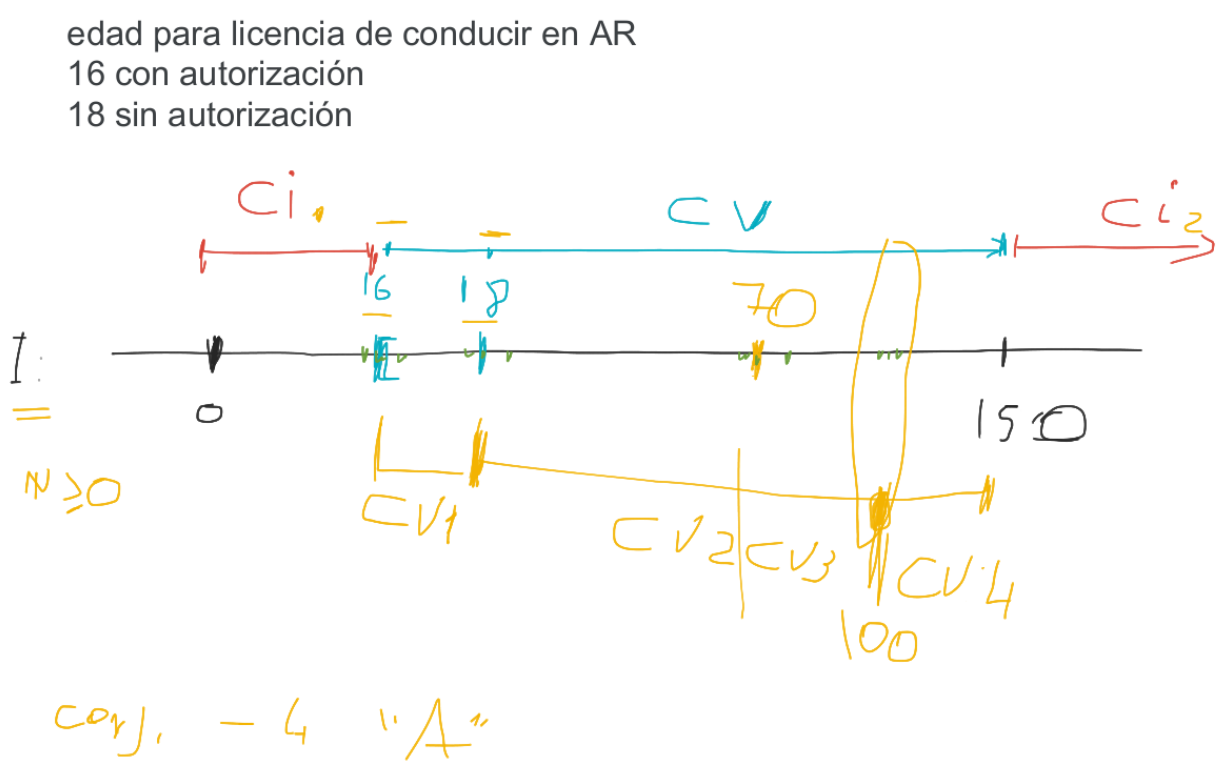 edad para licencia de conducir en AR
16 con autorización
18 sin autorización
Ci1 CV Ci2
16 18 70
I:
0 150
N ≥ 0
CV1 CV2 CV3 CV4
100
conj. - 4 "A"